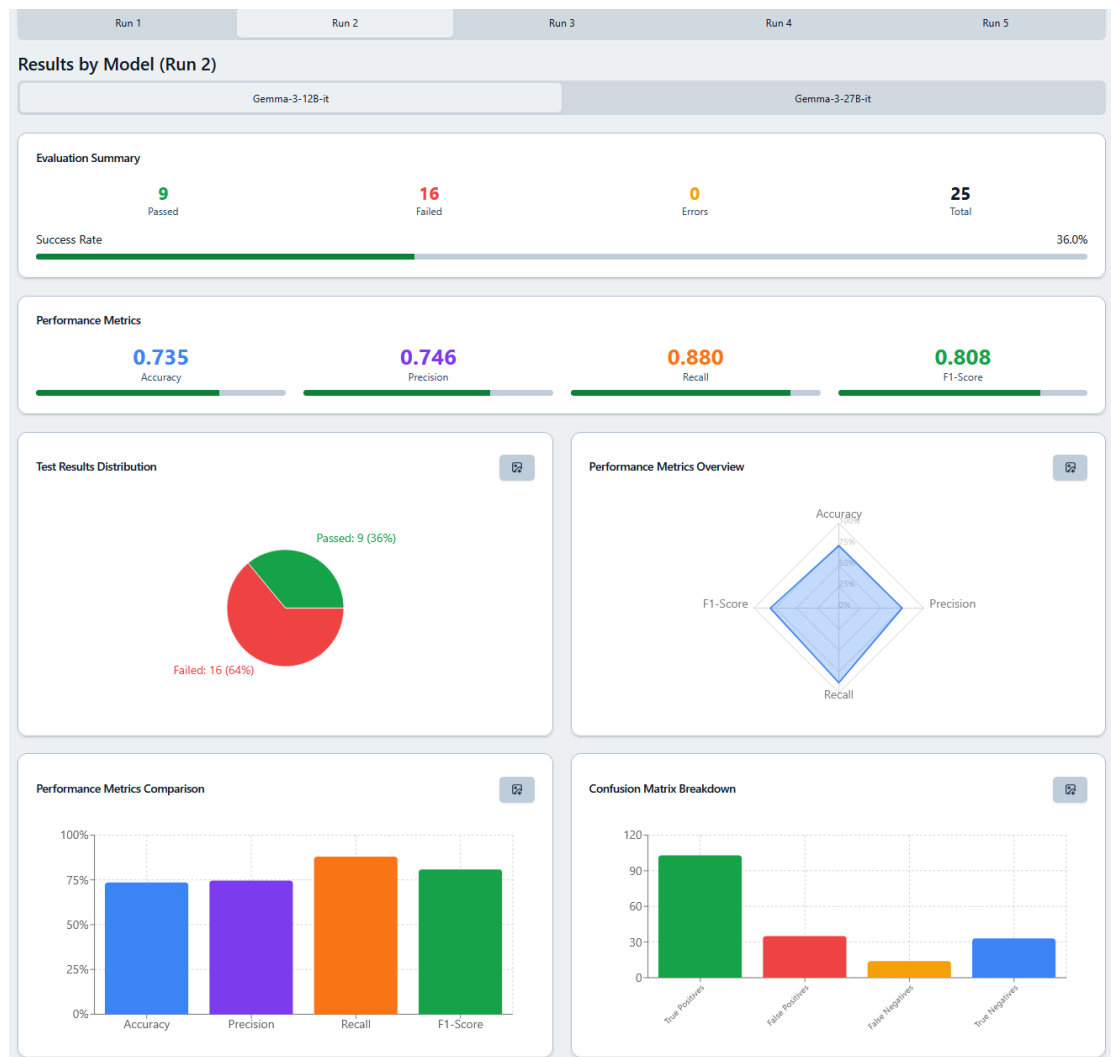 Run 1 Run 2 Run 3 Run 4 Run 5
Results by Model (Run 2)
Gemma-3-12B-it Gemma-3-27B-it
Evaluation Summary
9 16 0 25
Passed Failed Errors Total
Success Rate 36.0%
Performance Metrics
0.735 0.746 0.880 0.808
Accuracy Precision Recall F1-Score
Test Results Distribution
Passed: 9 (36%)
Failed: 16 (64%)
Performance Metrics Overview
Accuracy
100%
75%
50%
25%
0%
F1-Score Precision
Recall
Performance Metrics Comparison
100%
75%
50%
25%
0%
Accuracy Precision Recall F1-Score
Confusion Matrix Breakdown
120
90
60
30
0
True Positives False Positives False Negatives True Negatives